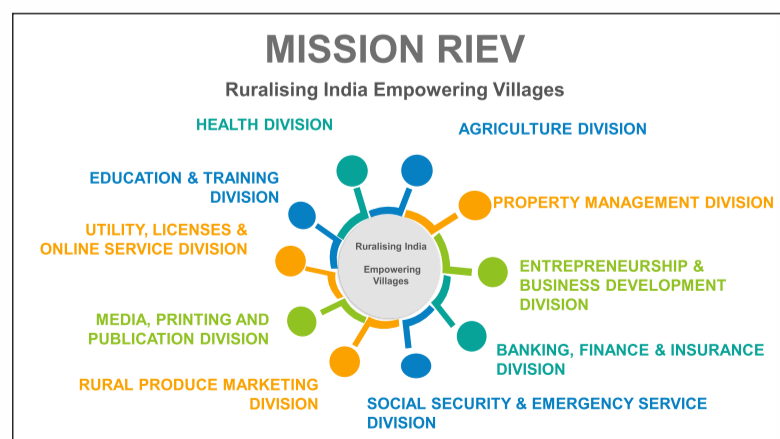 MISSION RIEV
Ruralising India Empowering Villages
HEALTH DIVISION
AGRICULTURE DIVISION
EDUCATION & TRAINING
DIVISION
PROPERTY MANAGEMENT DIVISION
UTILITY, LICENSES &
ONLINE SERVICE DIVISION
Ruralising India
Empowering
Villages
ENTREPRENEURSHIP &
BUSINESS DEVELOPMENT
DIVISION
MEDIA, PRINTING AND
PUBLICATION DIVISION
BANKING, FINANCE & INSURANCE
DIVISION
RURAL PRODUCE MARKETING
DIVISION
SOCIAL SECURITY & EMERGENCY SERVICE
DIVISION